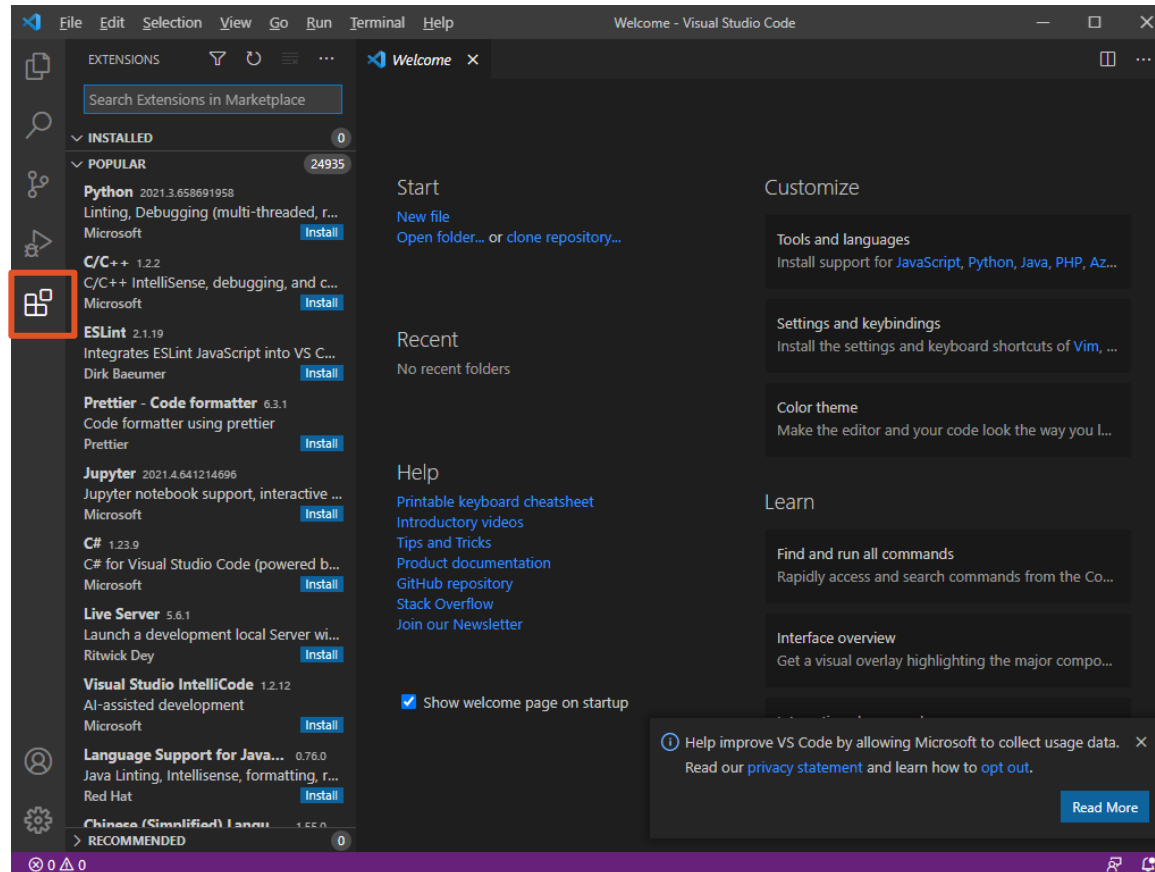 File Edit Selection View Go Run Terminal Help
Welcome - Visual Studio Code
EXTENSIONS
Welcome
Search Extensions in Marketplace
INSTALLED 0
POPULAR 24935
Python 2021.3.658691958
Linting, Debugging (multi-threaded, r...
Microsoft Install
C/C++ 1.2.2
C/C++ IntelliSense, debugging, and c...
Microsoft Install
ESLint 2.1.19
Integrates ESLint JavaScript into VS C...
Dirk Baeumer Install
Prettier - Code formatter 6.3.1
Code formatter using prettier
Prettier Install
Jupyter 2021.4.641214696
Jupyter notebook support, interactive ...
Microsoft Install
C# 1.23.9
C# for Visual Studio Code (powered b...
Microsoft Install
Live Server 5.6.1
Launch a development local Server wi...
Ritwick Dey Install
Visual Studio IntelliCode 1.2.12
AI-assisted development
Microsoft Install
Language Support for Java... 0.76.0
Java Linting, Intellisense, formatting, r...
Red Hat Install
Chinese (Simplified) Langu... 1.55.0
RECOMMENDED 0
Start
New file
Open folder... or clone repository...
Recent
No recent folders
Help
Printable keyboard cheatsheet
Introductory videos
Tips and Tricks
Product documentation
GitHub repository
Stack Overflow
Join our Newsletter
Show welcome page on startup
Customize
Tools and languages
Install support for JavaScript, Python, Java, PHP, Az...
Settings and keybindings
Install the settings and keyboard shortcuts of Vim, ...
Color theme
Make the editor and your code look the way you l...
Learn
Find and run all commands
Rapidly access and search commands from the Co...
Interface overview
Get a visual overlay highlighting the major compo...
Help improve VS Code by allowing Microsoft to collect usage data.
Read our privacy statement and learn how to opt out.
Read More
0 0